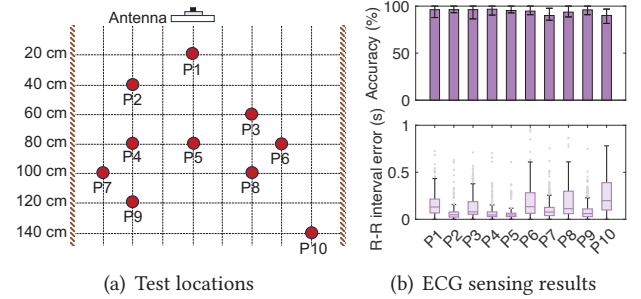 Antenna
20 cm
40 cm
60 cm
80 cm
100 cm
120 cm
140 cm
P1
P2
P3
P4
P5
P6
P7
P8
P9
P10
(a) Test locations
Accuracy (%)
100
50
0
R-R interval error (s)
1
0.5
0
P1 P2 P3 P4 P5 P6 P7 P8 P9 P10
(b) ECG sensing results